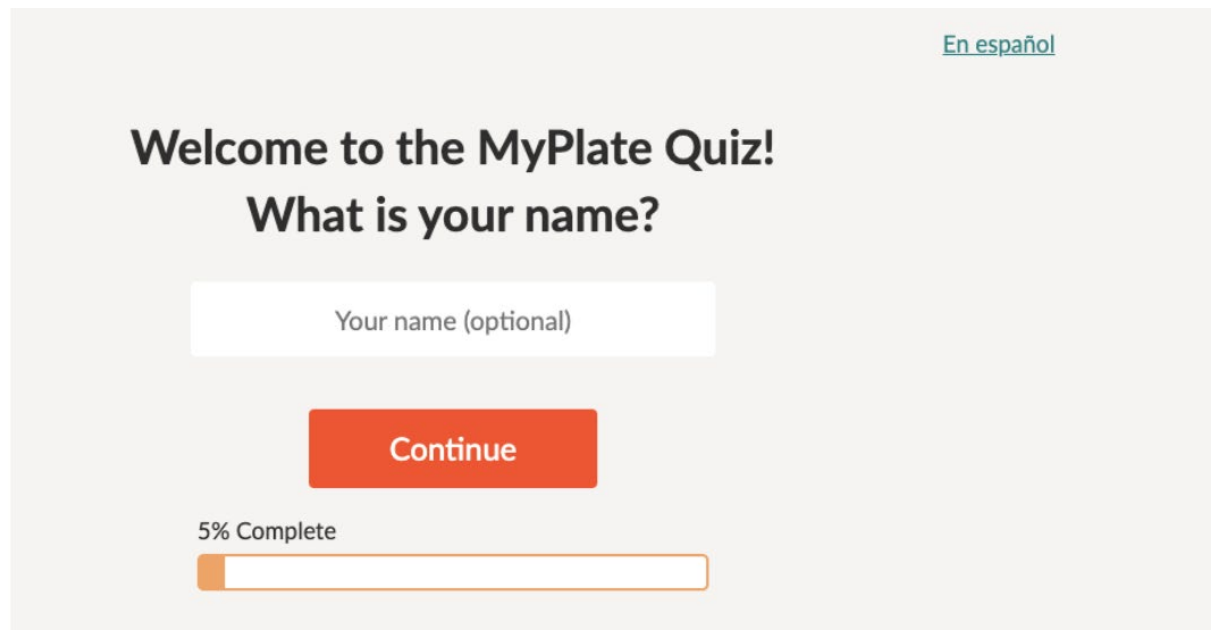 En español
Welcome to the MyPlate Quiz!
What is your name?
Your name (optional)
Continue
5% Complete